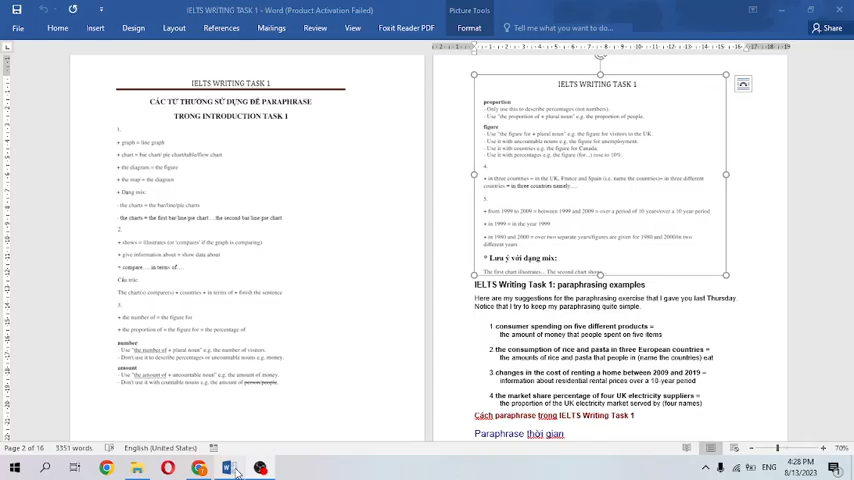 IELTS WRITING TASK 1 - Word (Product Activation Failed)
Picture Tools
File
Home
Insert
Design
Layout
References
Mailings
Review
View
Foxit Reader PDF
Format
Tell me what you want to do...
Share
IELTS WRITING TASK 1
CÁC TỪ THƯỜNG SỬ DỤNG ĐỂ PARAPHRASE
TRONG INTRODUCTION TASK 1
1.
+ graph = line graph
+ chart = bar chart/ pie chart/table/flow chart
+ the diagram = the figure
+ the map = the diagram
+ Dạng mix:
- the charts = the bar/line/pie charts
- the charts = the first bar/line/pie chart…the second bar/line/pie chart
2.
+ shows = illustrates (or 'compares' if the graph is comparing)
+ give information about = show data about
= compare… in terms of…
Cấu trúc:
The chart(s) compare(s) + countries + in terms of + finish the sentence
3.
+ the number of = the figure for
+ the proportion of = the figure for = the percentage of
number
- Use "the number of + plural noun" e.g. the number of visitors.
- Don't use it to describe percentages or uncountable nouns e.g. money.
amount
- Use "the amount of + uncountable noun" e.g. the amount of money.
- Don't use it with countable nouns e.g. the amount of person/people.
IELTS WRITING TASK 1
proportion
- Only use this to describe percentages (not numbers).
- Use "the proportion of + plural noun" e.g. the proportion of people.
figure
- Use "the figure for + plural noun" e.g. the figure for visitors to the UK.
- Use it with uncountable nouns e.g. the figure for unemployment.
- Use it with countries e.g. the figure for Canada.
- Use it with percentages e.g. the figure (for…) rose to 10%.
4.
+ in three countries = in the UK, France and Spain (i.e. name the countries)= in three different
countries = in three countries namely….
5.
+ from 1999 to 2009 = between 1999 and 2009 = over a period of 10 years/over a 10 year-period
+ in 1999 = in the year 1999
+ in 1980 and 2000 = over two separate years/figures are given for 1980 and 2000/in two
different years
* Lưu ý với dạng mix:
The first chart illustrates... The second chart shows…
IELTS Writing Task 1: paraphrasing examples
Here are my suggestions for the paraphrasing exercise that I gave you last Thursday.
Notice that I try to keep my paraphrasing quite simple.
1 consumer spending on five different products =
the amount of money that people spent on five items
2 the consumption of rice and pasta in three European countries =
the amounts of rice and pasta that people in (name the countries) eat
3 changes in the cost of renting a home between 2009 and 2019 =
information about residential rental prices over a 10-year period
4 the market share percentage of four UK electricity suppliers =
the proportion of the UK electricity market served by (four names)
Cách paraphrase trong IELTS Writing Task 1
Paraphrase thời gian
Page 2 of 16
3351 words
English (United States)
70%
ENG
4:28 PM
8/13/2023